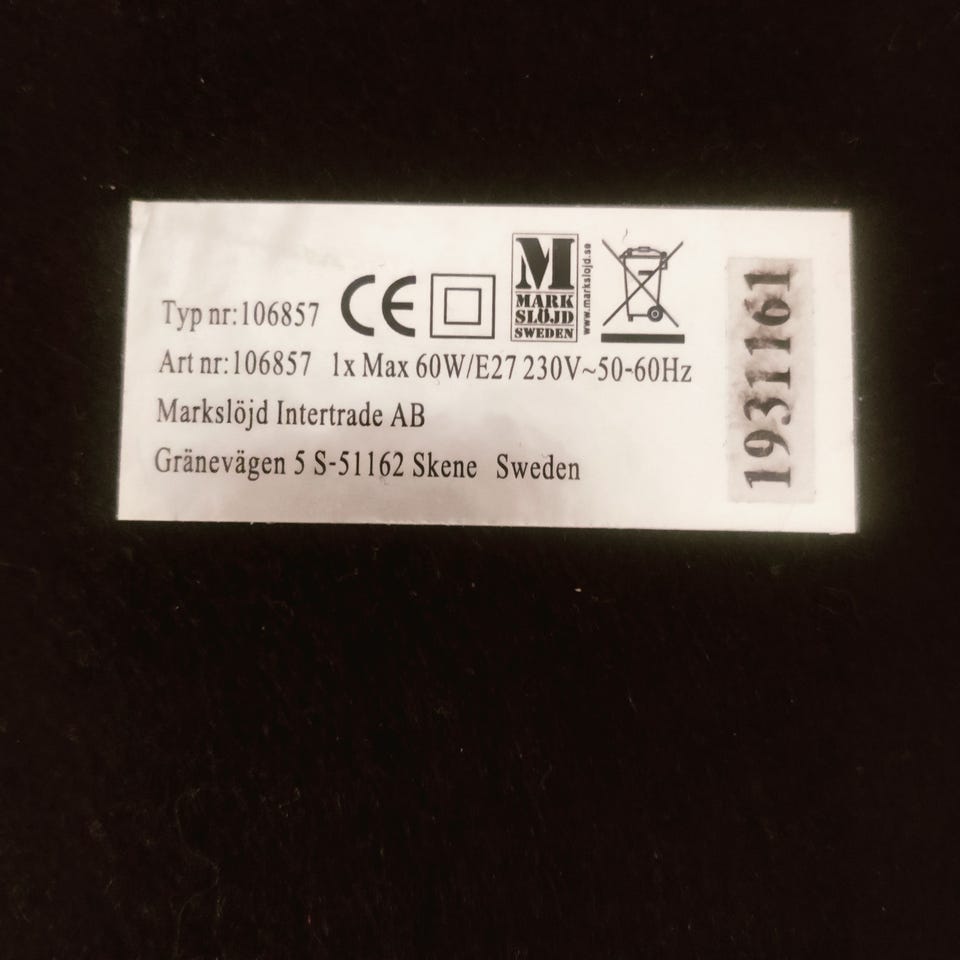 Typ nr:106857
CE
M
MARK
SLÖJD
SWEDEN
www.markslojd.se
Art nr:106857 1x Max 60W/E27 230V~50-60Hz
Markslöjd Intertrade AB
Gränevägen 5 S-51162 Skene Sweden
1931161